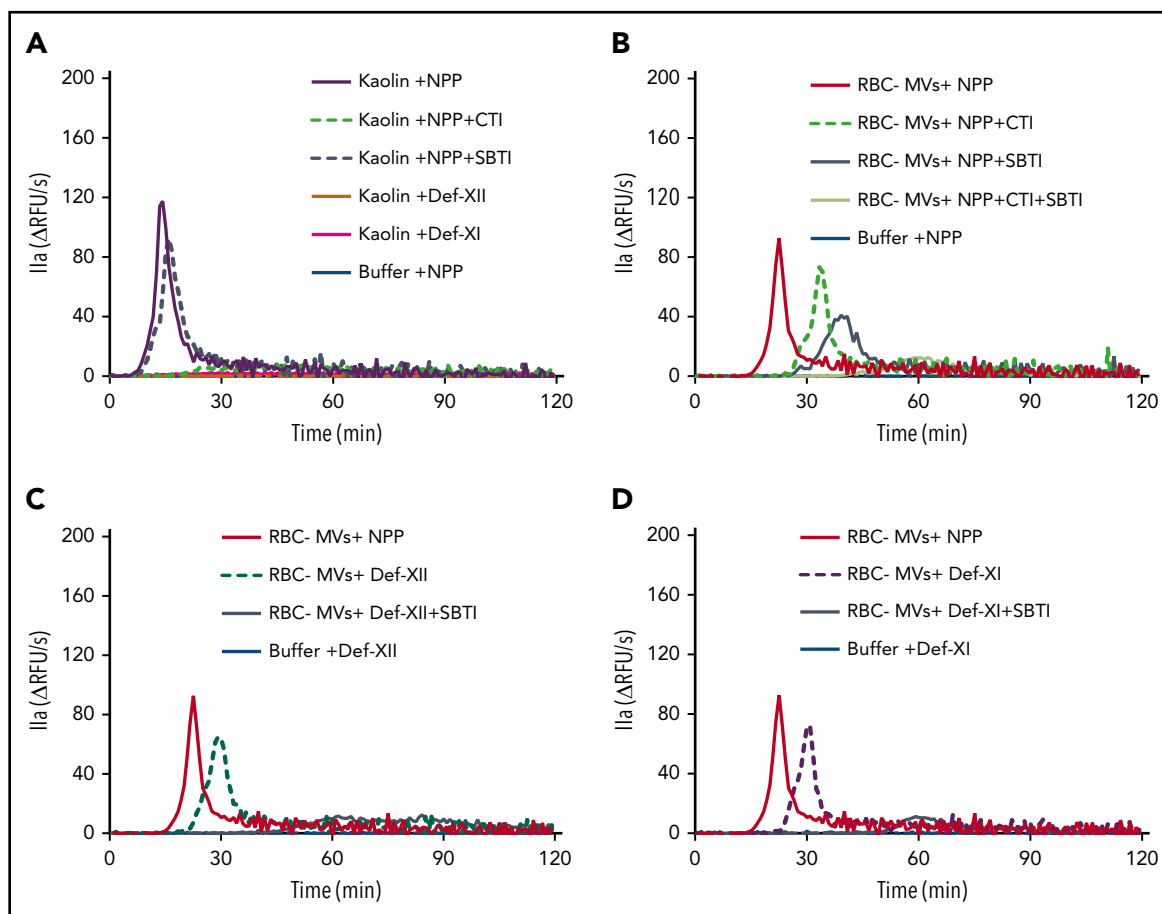 A
IIa (ΔRFU/s)
200
160
120
80
40
0
0 30 60 90 120
Time (min)
Kaolin +NPP
Kaolin +NPP+CTI
Kaolin +NPP+SBTI
Kaolin +Def-XII
Kaolin +Def-XI
Buffer +NPP
B
IIa (ΔRFU/s)
200
160
120
80
40
0
0 30 60 90 120
Time (min)
RBC- MVs+ NPP
RBC- MVs+ NPP+CTI
RBC- MVs+ NPP+SBTI
RBC- MVs+ NPP+CTI+SBTI
Buffer +NPP
C
IIa (ΔRFU/s)
200
160
120
80
40
0
0 30 60 90 120
Time (min)
RBC- MVs+ NPP
RBC- MVs+ Def-XII
RBC- MVs+ Def-XII+SBTI
Buffer +Def-XII
D
IIa (ΔRFU/s)
200
160
120
80
40
0
0 30 60 90 120
Time (min)
RBC- MVs+ NPP
RBC- MVs+ Def-XI
RBC- MVs+ Def-XI+SBTI
Buffer +Def-XI